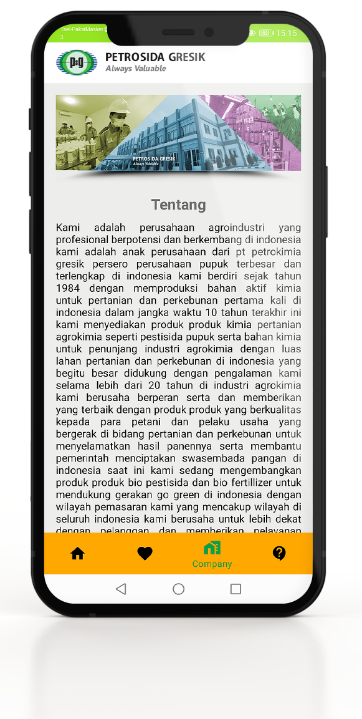 15:15
PETROSIDA GRESIK
Always Valuable
PETROSIDA GRESIK
Always Valuable
Tentang
Kami adalah perusahaan agroindustri yang
profesional berpotensi dan berkembang di indonesia
kami adalah anak perusahaan dari pt petrokimia
gresik persero perusahaan pupuk terbesar dan
terlengkap di indonesia kami berdiri sejak tahun
1984 dengan memproduksi bahan aktif kimia
untuk pertanian dan perkebunan pertama kali di
indonesia dalam jangka waktu 10 tahun terakhir ini
kami menyediakan produk produk kimia pertanian
agrokimia seperti pestisida pupuk serta bahan kimia
untuk penunjang industri agrokimia dengan luas
lahan pertanian dan perkebunan di indonesia yang
begitu besar didukung dengan pengalaman kami
selama lebih dari 20 tahun di industri agrokimia
kami berusaha berperan serta dan memberikan
yang terbaik dengan produk produk yang berkualitas
kepada para petani dan pelaku usaha yang
bergerak di bidang pertanian dan perkebunan untuk
menyelamatkan hasil panennya serta membantu
pemerintah menciptakan swasembada pangan di
indonesia saat ini kami sedang mengembangkan
produk produk bio pestisida dan bio fertillizer untuk
mendukung gerakan go green di indonesia dengan
wilayah pemasaran kami yang mencakup wilayah di
seluruh indonesia kami berusaha untuk lebih dekat
dengan pelanggan dan memberikan pelayanan
Company